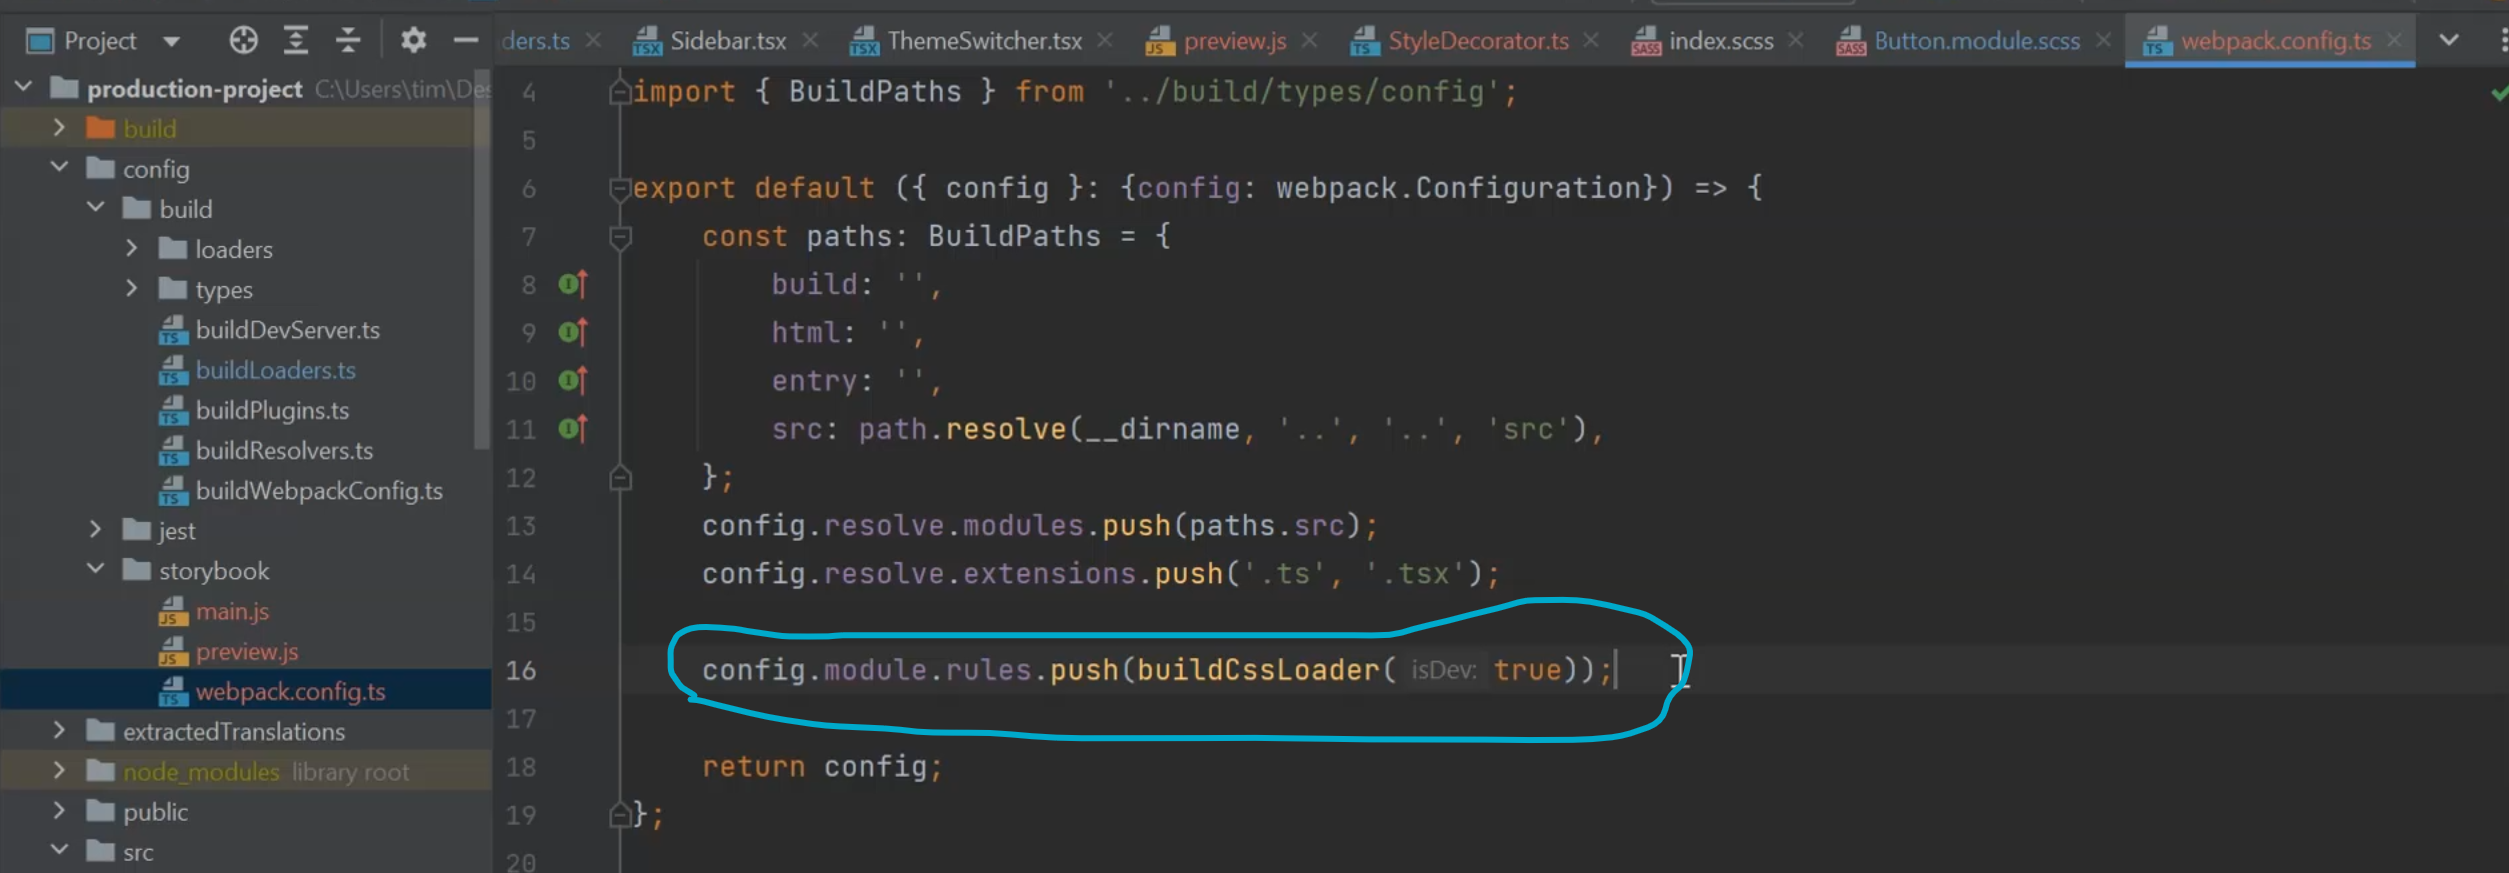 Project
ders.ts
Sidebar.tsx
ThemeSwitcher.tsx
preview.js
StyleDecorator.ts
index.scss
Button.module.scss
webpack.config.ts
production-project C:\Users\tim\Des
build
config
build
loaders
types
buildDevServer.ts
buildLoaders.ts
buildPlugins.ts
buildResolvers.ts
buildWebpackConfig.ts
jest
storybook
main.js
preview.js
webpack.config.ts
extractedTranslations
node_modules library root
public
src
4 import { BuildPaths } from '../build/types/config';
5
6 export default ({ config }: {config: webpack.Configuration}) => {
7 const paths: BuildPaths = {
8 build: '',
9 html: '',
10 entry: '',
11 src: path.resolve(__dirname, '..', '..', 'src'),
12 };
13 config.resolve.modules.push(paths.src);
14 config.resolve.extensions.push('.ts', '.tsx');
15
16 config.module.rules.push(buildCssLoader( isDev: true));
17
18 return config;
19 };
20